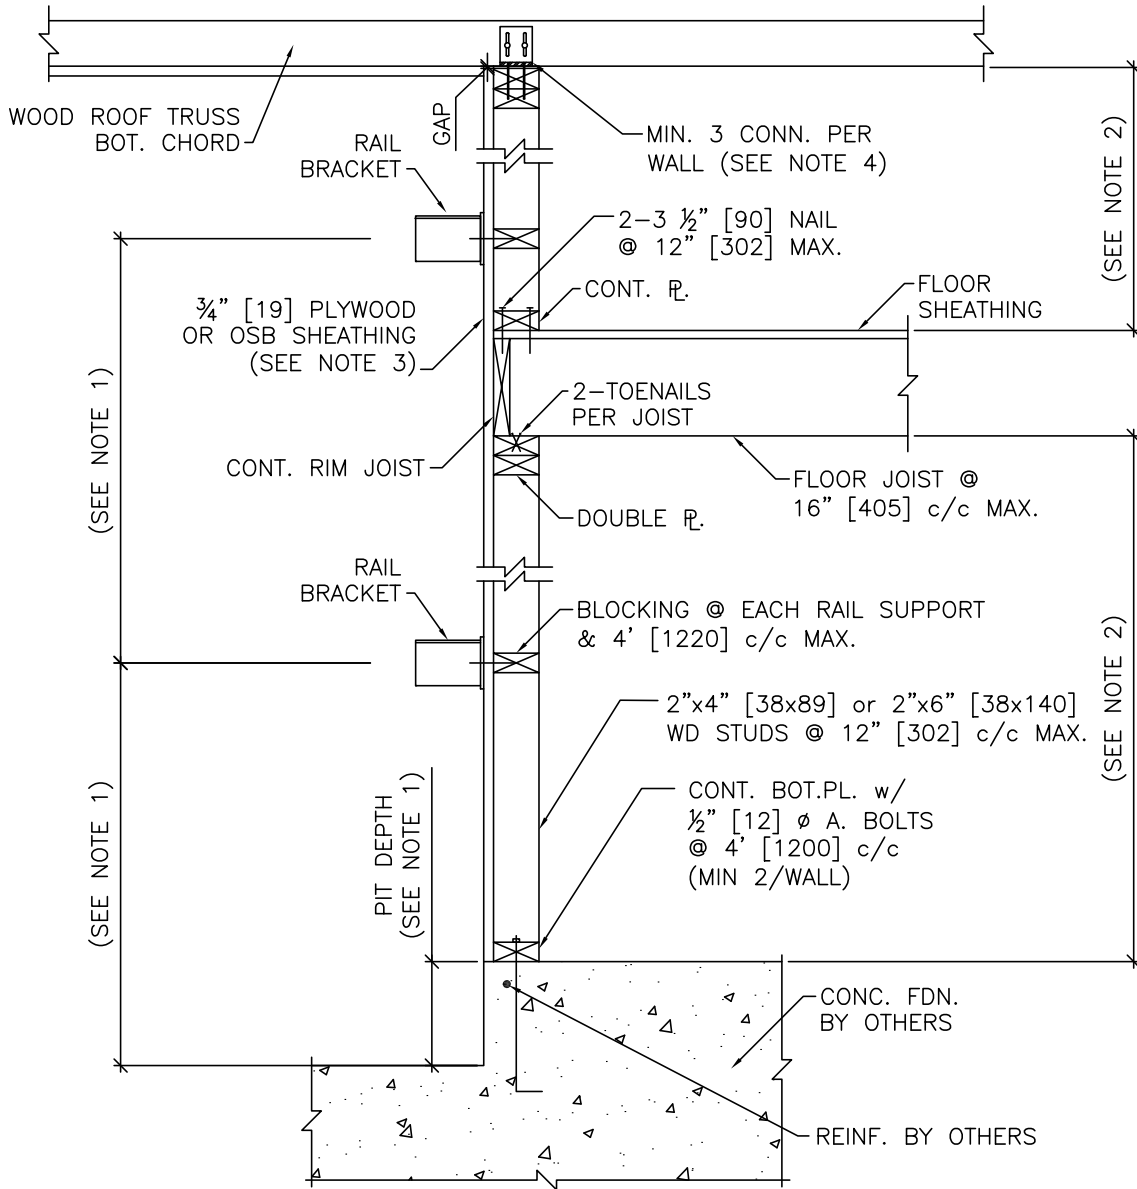 WOOD ROOF TRUSS
BOT. CHORD
GAP
RAIL
BRACKET
MIN. 3 CONN. PER
WALL (SEE NOTE 4)
(SEE NOTE 2)
2-3 ½" [90] NAIL
@ 12" [302] MAX.
CONT. PL.
FLOOR
SHEATHING
¾" [19] PLYWOOD
OR OSB SHEATHING
(SEE NOTE 3)
(SEE NOTE 1)
2-TOENAILS
PER JOIST
CONT. RIM JOIST
FLOOR JOIST @
16" [405] c/c MAX.
DOUBLE PL.
RAIL
BRACKET
BLOCKING @ EACH RAIL SUPPORT
& 4' [1220] c/c MAX.
(SEE NOTE 2)
2"x4" [38x89] or 2"x6" [38x140]
WD STUDS @ 12" [302] c/c MAX.
(SEE NOTE 1)
PIT DEPTH
(SEE NOTE 1)
CONT. BOT.PL. w/
½" [12] ø A. BOLTS
@ 4' [1200] c/c
(MIN 2/WALL)
CONC. FDN.
BY OTHERS
REINF. BY OTHERS